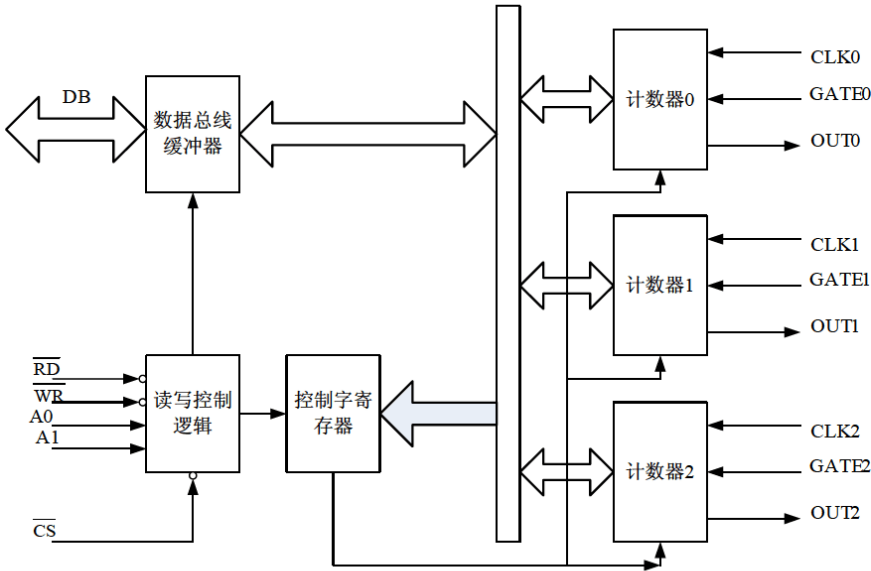 DB
数据总线
缓冲器
计数器0
CLK0
GATE0
OUT0
计数器1
CLK1
GATE1
OUT1
RD
WR
A0
A1
CS
读写控制
逻辑
控制字寄
存器
计数器2
CLK2
GATE2
OUT2